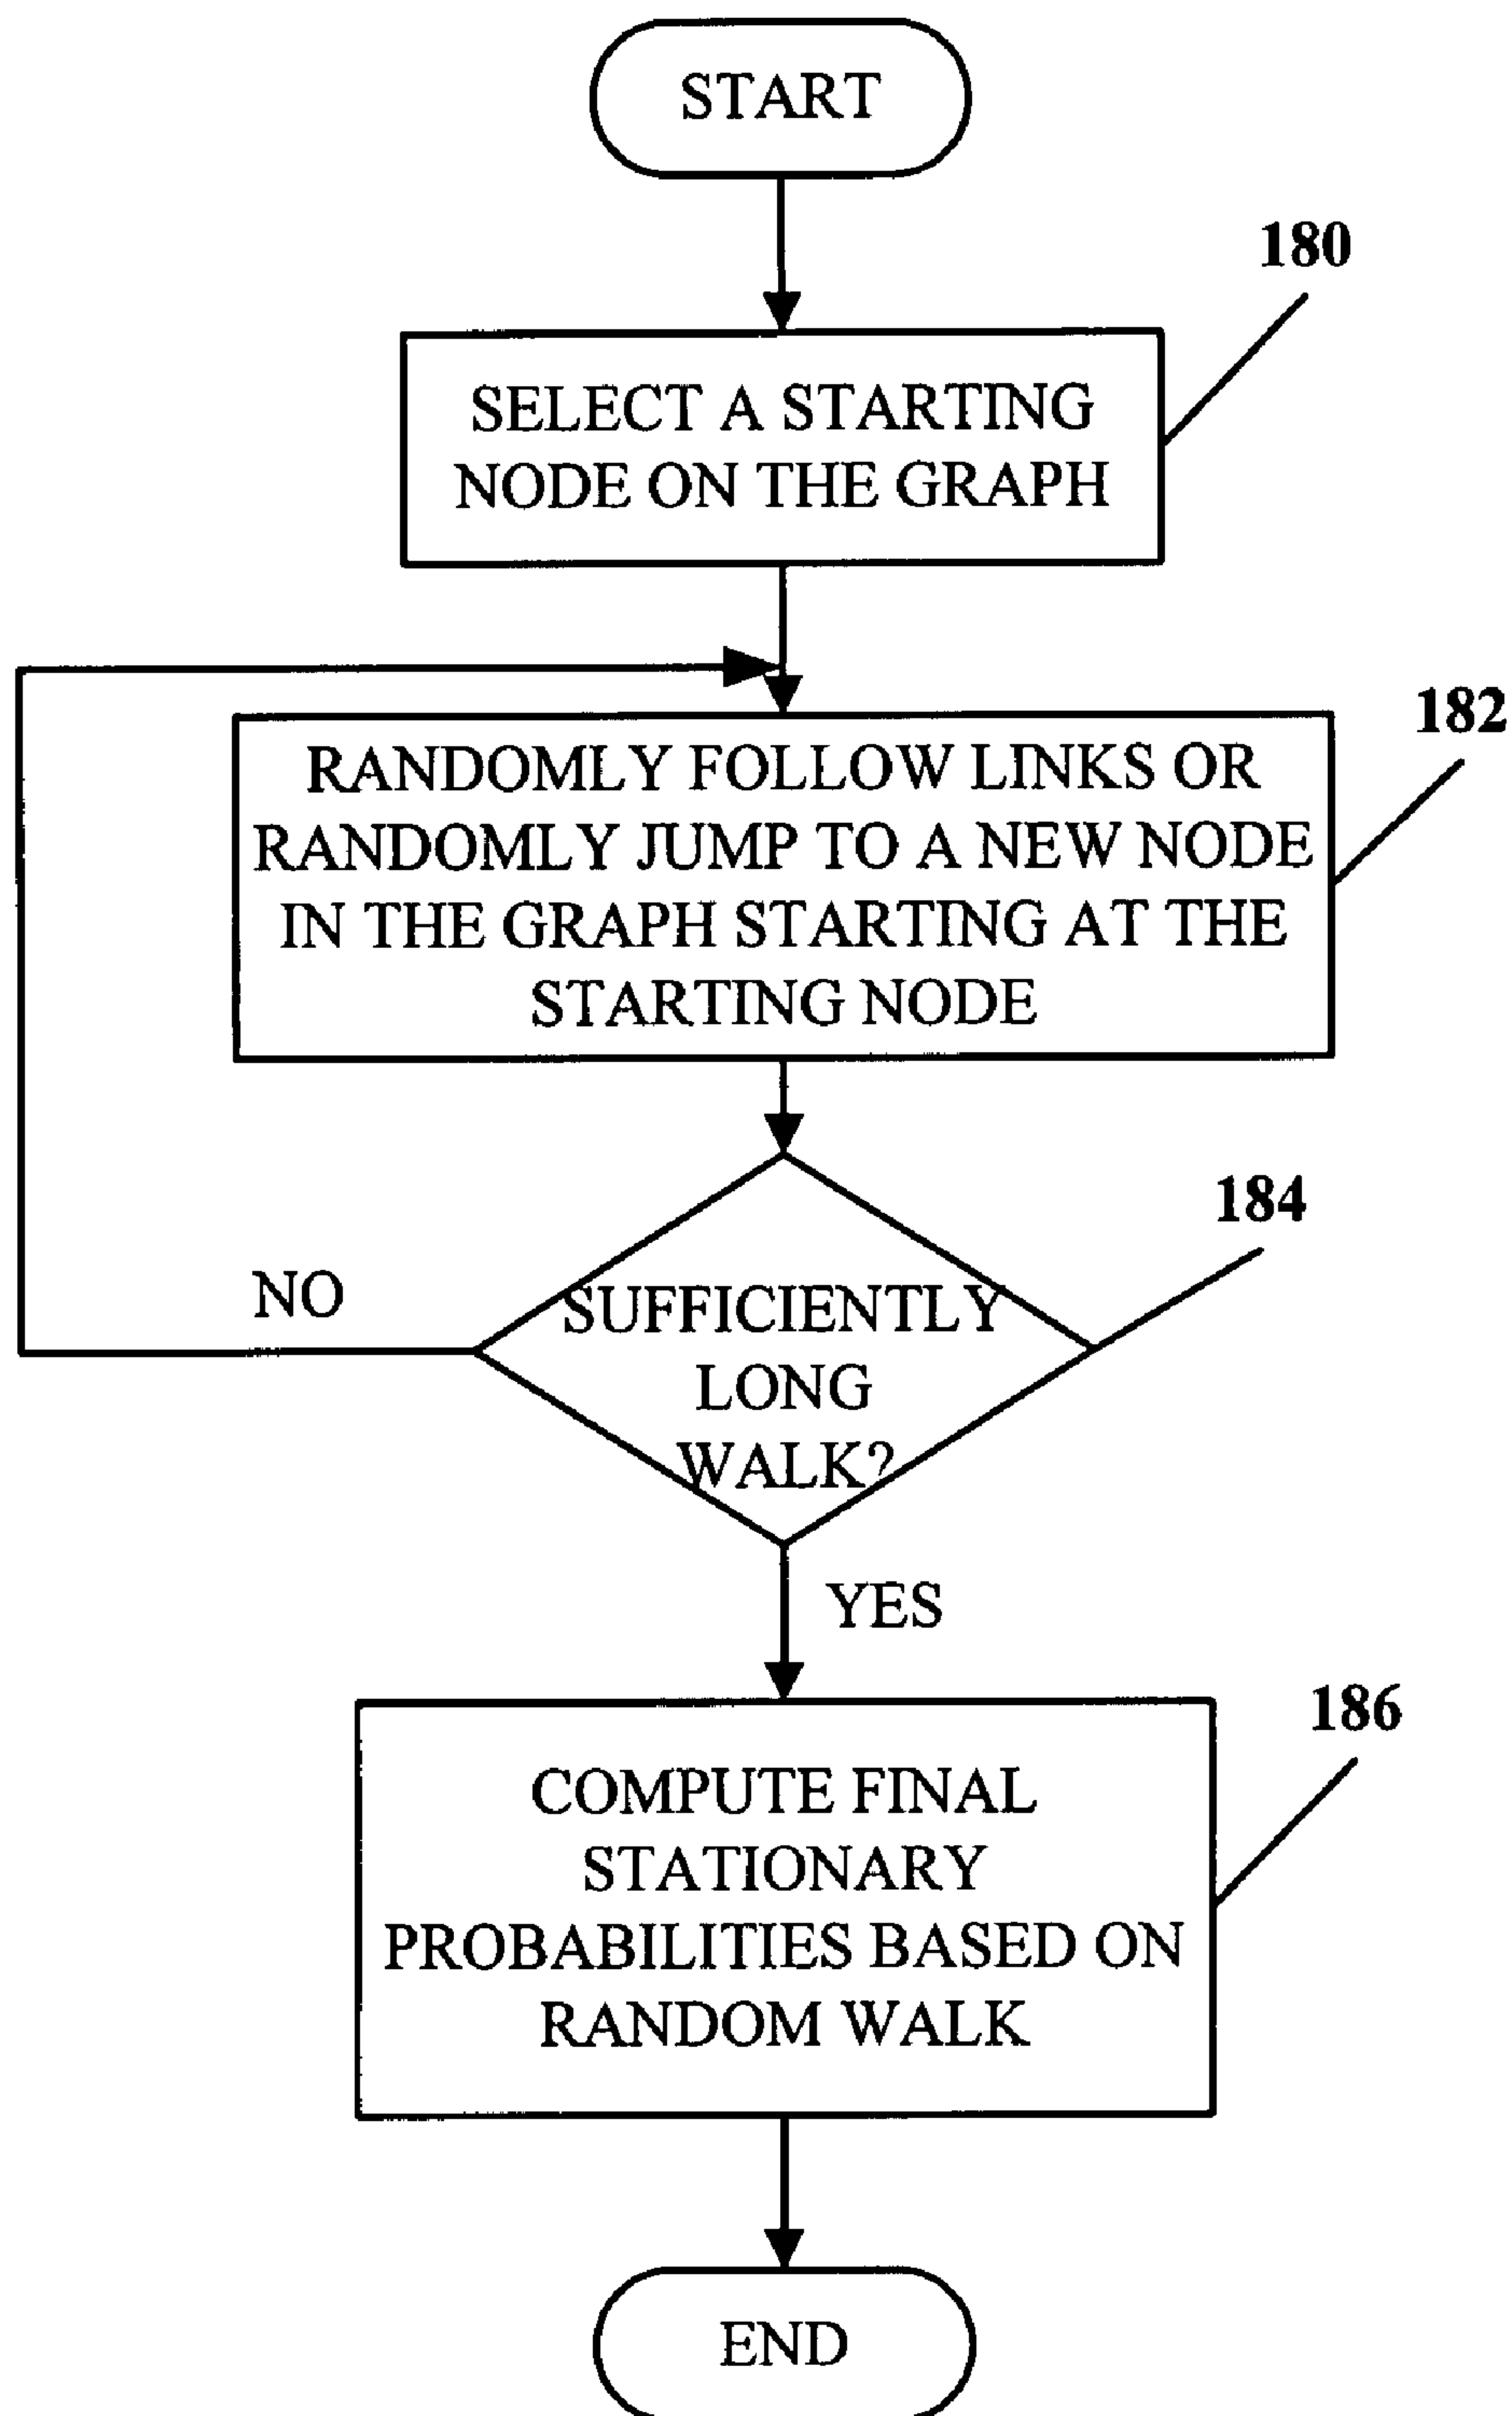 START
180
SELECT A STARTING
NODE ON THE GRAPH
182
RANDOMLY FOLLOW LINKS OR
RANDOMLY JUMP TO A NEW NODE
IN THE GRAPH STARTING AT THE
STARTING NODE
184
NO
SUFFICIENTLY
LONG
WALK?
YES
186
COMPUTE FINAL
STATIONARY
PROBABILITIES BASED ON
RANDOM WALK
END